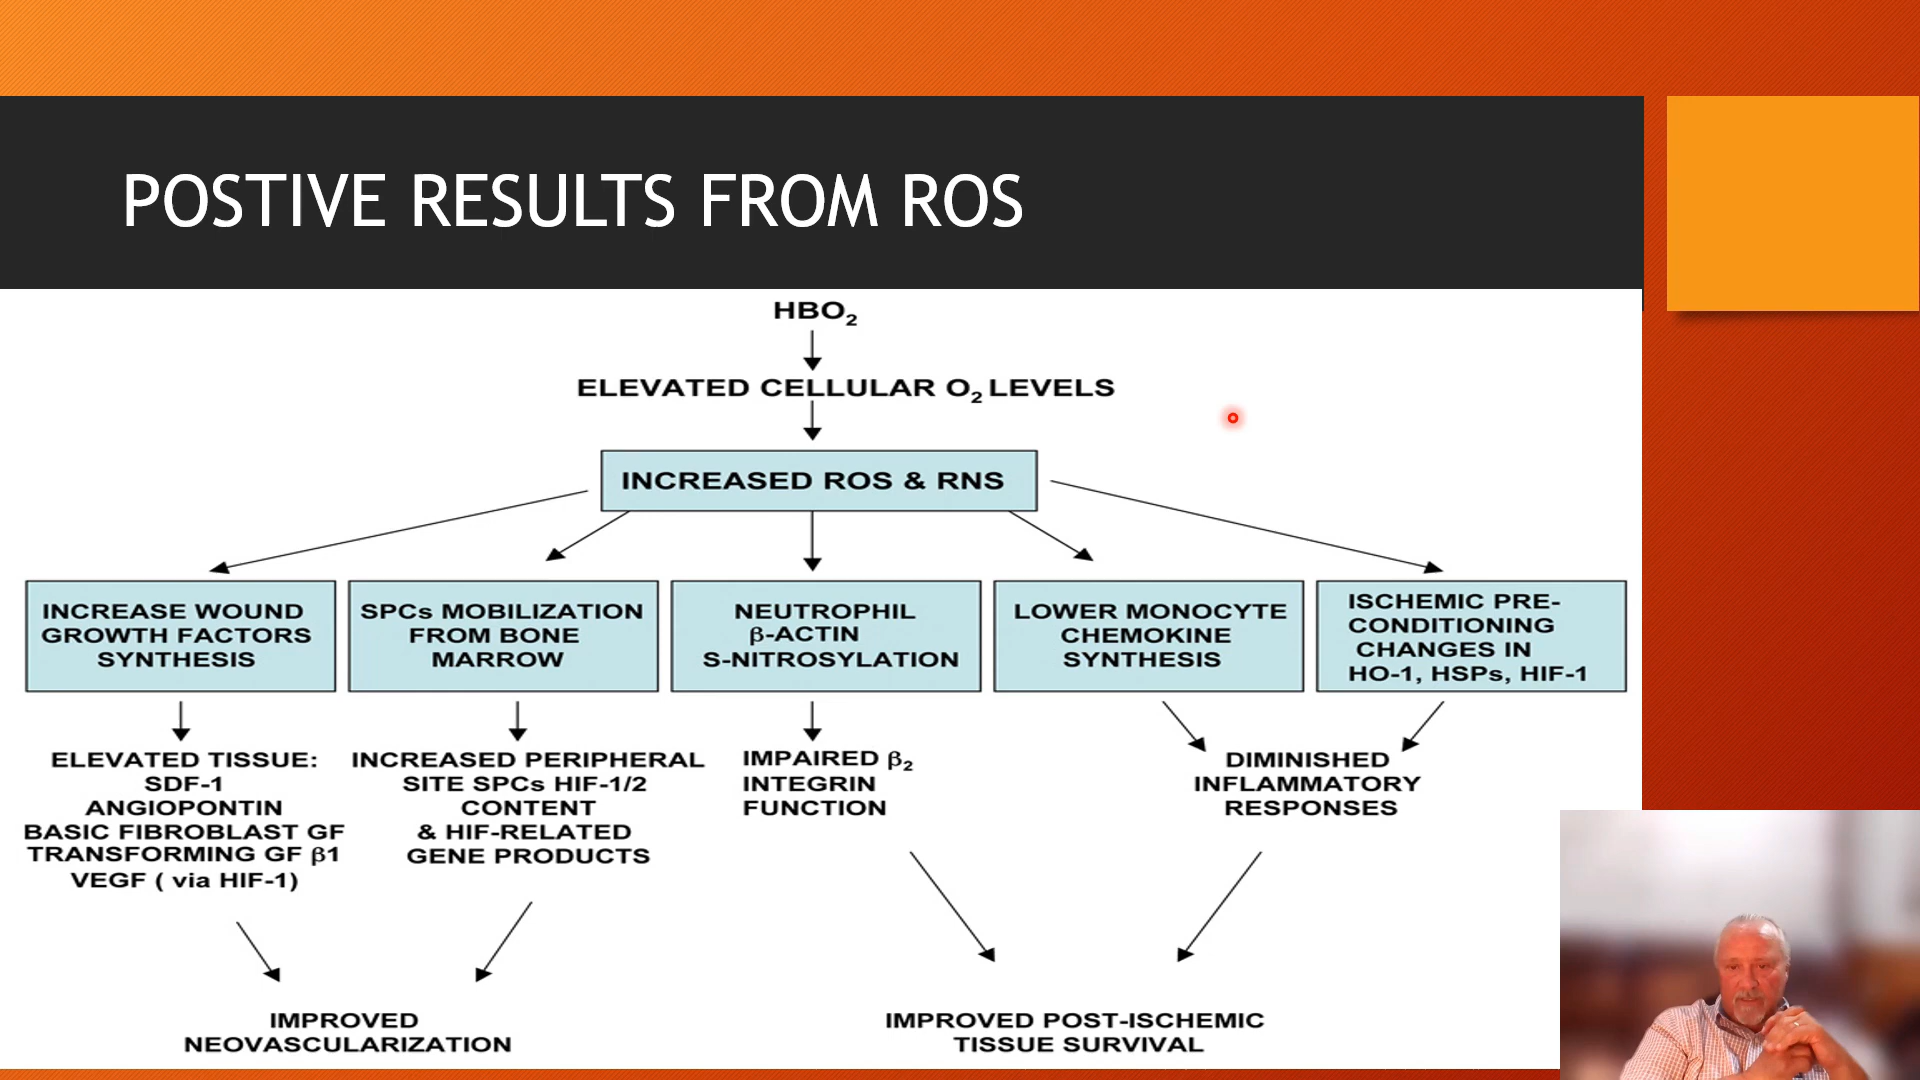 POSTIVE RESULTS FROM ROS
HBO2
ELEVATED CELLULAR O2 LEVELS
INCREASED ROS & RNS
INCREASE WOUND
GROWTH FACTORS
SYNTHESIS
SPCs MOBILIZATION
FROM BONE
MARROW
NEUTROPHIL
β-ACTIN
S-NITROSYLATION
LOWER MONOCYTE
CHEMOKINE
SYNTHESIS
ISCHEMIC PRE-
CONDITIONING
CHANGES IN
HO-1, HSPs, HIF-1
ELEVATED TISSUE:
SDF-1
ANGIOPONTIN
BASIC FIBROBLAST GF
TRANSFORMING GF β1
VEGF ( via HIF-1)
INCREASED PERIPHERAL
SITE SPCs HIF-1/2
CONTENT
& HIF-RELATED
GENE PRODUCTS
IMPAIRED β2
INTEGRIN
FUNCTION
DIMINISHED
INFLAMMATORY
RESPONSES
IMPROVED
NEOVASCULARIZATION
IMPROVED POST-ISCHEMIC
TISSUE SURVIVAL